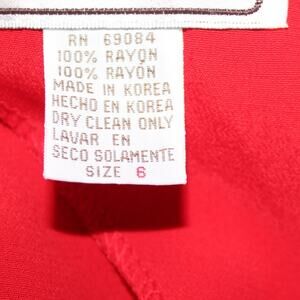 RN 69084
100% RAYON
100% RAYON
MADE IN KOREA
HECHO EN KOREA
DRY CLEAN ONLY
LAVAR EN
SECO SOLAMENTE
SIZE 6